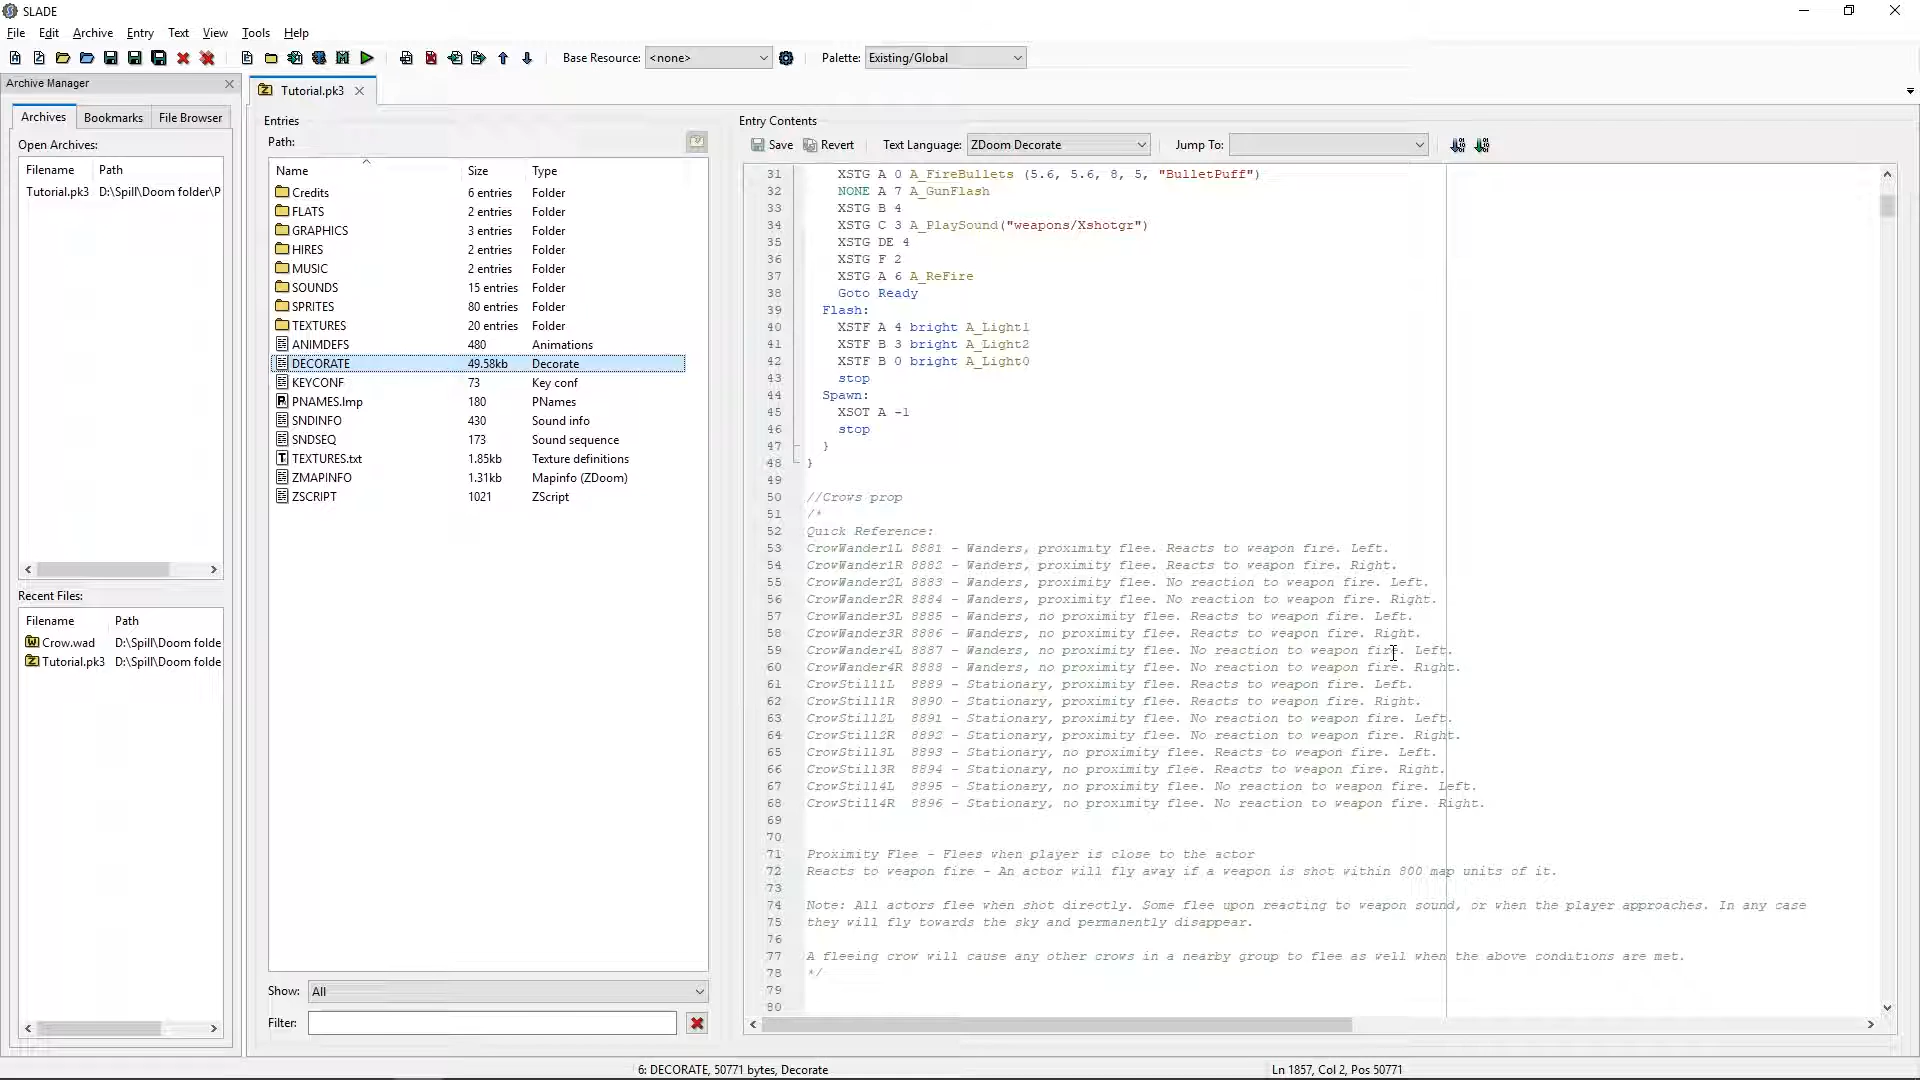 SLADE
File Edit Archive Entry Text View Tools Help
Base Resource: <none> Palette: Existing/Global
Archive Manager
Tutorial.pk3
Archives Bookmarks File Browser
Open Archives:
Filename Path
Tutorial.pk3 D:\Spill\Doom folder\P
Recent Files:
Filename Path
Crow.wad D:\Spill\Doom folde
Tutorial.pk3 D:\Spill\Doom folde
Entries
Path:
Name Size Type
Credits 6 entries Folder
FLATS 2 entries Folder
GRAPHICS 3 entries Folder
HIRES 2 entries Folder
MUSIC 2 entries Folder
SOUNDS 15 entries Folder
SPRITES 80 entries Folder
TEXTURES 20 entries Folder
ANIMDEFS 480 Animations
DECORATE 49.58kb Decorate
KEYCONF 73 Key conf
PNAMES.lmp 180 PNames
SNDINFO 430 Sound info
SNDSEQ 173 Sound sequence
TEXTURES.txt 1.85kb Texture definitions
ZMAPINFO 1.31kb Mapinfo (ZDoom)
ZSCRIPT 1021 ZScript
Show: All
Filter:
Entry Contents
Save Revert Text Language: ZDoom Decorate Jump To:
31 XSTG A 0 A_FireBullets (5.6, 5.6, 8, 5, "BulletPuff")
32 NONE A 7 A_GunFlash
33 XSTG B 4
34 XSTG C 3 A_PlaySound("weapons/Xshotgr")
35 XSTG DE 4
36 XSTG F 2
37 XSTG A 6 A_ReFire
38 Goto Ready
39 Flash:
40 XSTF A 4 bright A_Light1
41 XSTF B 3 bright A_Light2
42 XSTF B 0 bright A_Light0
43 stop
44 Spawn:
45 XSOT A -1
46 stop
47 }
48 }
49
50 //Crows prop
51 /*
52 Quick Reference:
53 CrowWander1L 8881 - Wanders, proximity flee. Reacts to weapon fire. Left.
54 CrowWander1R 8882 - Wanders, proximity flee. Reacts to weapon fire. Right.
55 CrowWander2L 8883 - Wanders, proximity flee. No reaction to weapon fire. Left.
56 CrowWander2R 8884 - Wanders, proximity flee. No reaction to weapon fire. Right.
57 CrowWander3L 8885 - Wanders, no proximity flee. Reacts to weapon fire. Left.
58 CrowWander3R 8886 - Wanders, no proximity flee. Reacts to weapon fire. Right.
59 CrowWander4L 8887 - Wanders, no proximity flee. No reaction to weapon fire. Left.
60 CrowWander4R 8888 - Wanders, no proximity flee. No reaction to weapon fire. Right.
61 CrowStill1L 8889 - Stationary, proximity flee. Reacts to weapon fire. Left.
62 CrowStill1R 8890 - Stationary, proximity flee. Reacts to weapon fire. Right.
63 CrowStill2L 8891 - Stationary, proximity flee. No reaction to weapon fire. Left.
64 CrowStill2R 8892 - Stationary, proximity flee. No reaction to weapon fire. Right.
65 CrowStill3L 8893 - Stationary, no proximity flee. Reacts to weapon fire. Left.
66 CrowStill3R 8894 - Stationary, no proximity flee. Reacts to weapon fire. Right.
67 CrowStill4L 8895 - Stationary, no proximity flee. No reaction to weapon fire. Left.
68 CrowStill4R 8896 - Stationary, no proximity flee. No reaction to weapon fire. Right.
69
70
71 Proximity Flee - Flees when player is close to the actor
72 Reacts to weapon fire - An actor will fly away if a weapon is shot within 800 map units of it.
73
74 Note: All actors flee when shot directly. Some flee upon reacting to weapon sound, or when the player approaches. In any case
75 they will fly towards the sky and permanently disappear.
76
77 A fleeing crow will cause any other crows in a nearby group to flee as well when the above conditions are met.
78 */
79
80
6: DECORATE, 50771 bytes, Decorate
Ln 1857, Col 2, Pos 50771